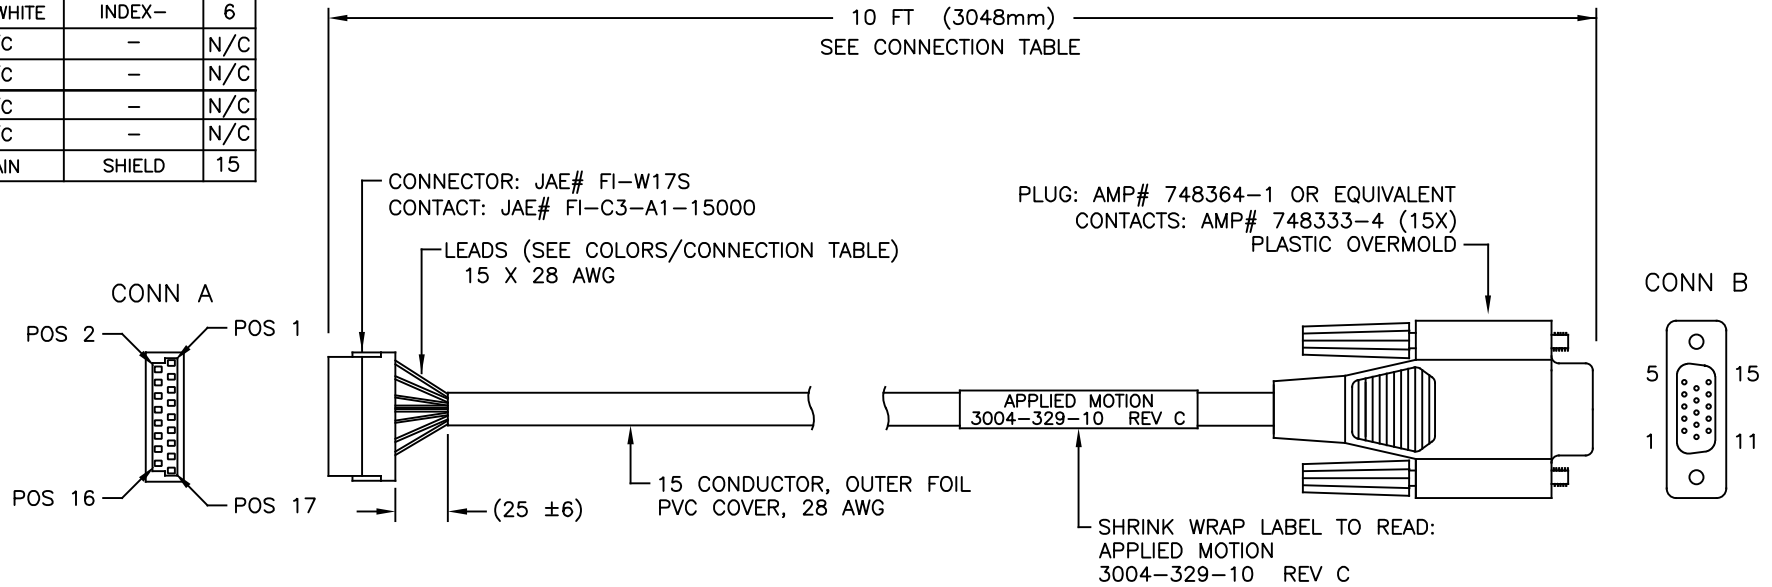 WHITE INDEX− 6
/C − N/C
/C − N/C
/C − N/C
/C − N/C
AIN SHIELD 15
10 FT (3048mm)
SEE CONNECTION TABLE
CONNECTOR: JAE# FI−W17S
CONTACT: JAE# FI−C3−A1−15000
LEADS (SEE COLORS/CONNECTION TABLE)
15 X 28 AWG
PLUG: AMP# 748364−1 OR EQUIVALENT
CONTACTS: AMP# 748333−4 (15X)
PLASTIC OVERMOLD
CONN A
POS 2
POS 1
POS 16
POS 17
(25 ±6)
15 CONDUCTOR, OUTER FOIL
PVC COVER, 28 AWG
APPLIED MOTION
3004−329−10 REV C
SHRINK WRAP LABEL TO READ:
APPLIED MOTION
3004−329−10 REV C
CONN B
5 15
1 11